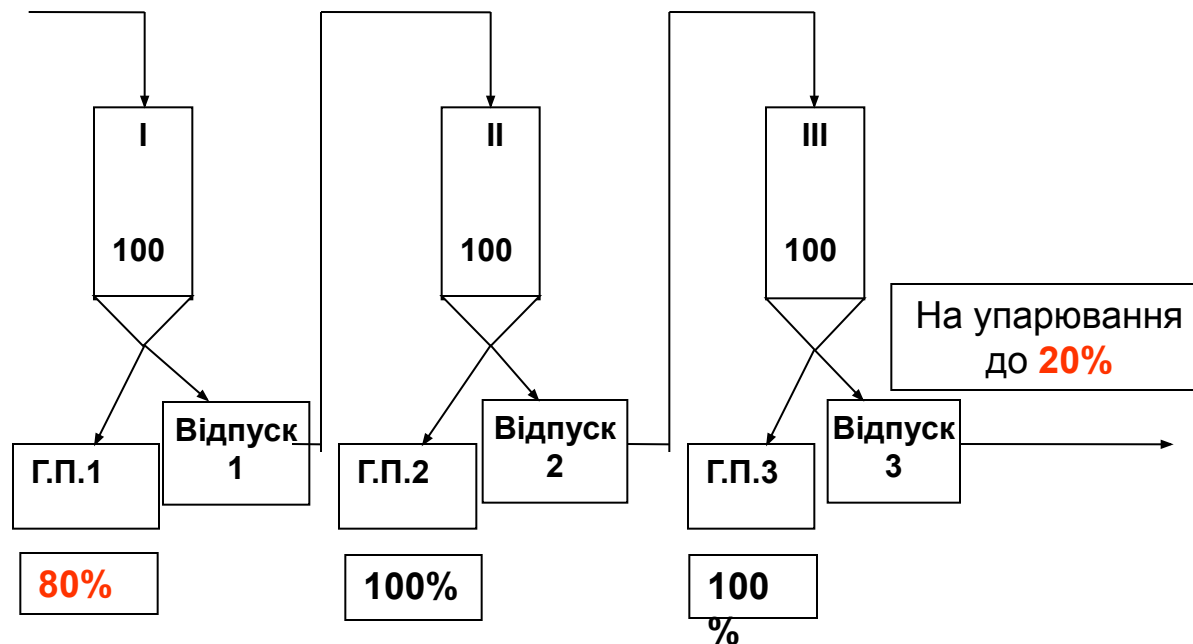 I
II
III
100
100
100
На упарювання
до 20%
Відпуск
1
Відпуск
2
Відпуск
3
Г.П.1
Г.П.2
Г.П.3
80%
100%
100
%